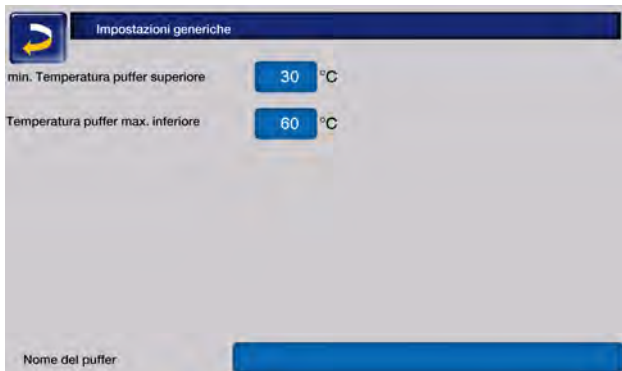 Impostazioni generiche
min. Temperatura puffer superiore 30 °C
Temperatura puffer max. inferiore 60 °C
Nome del puffer